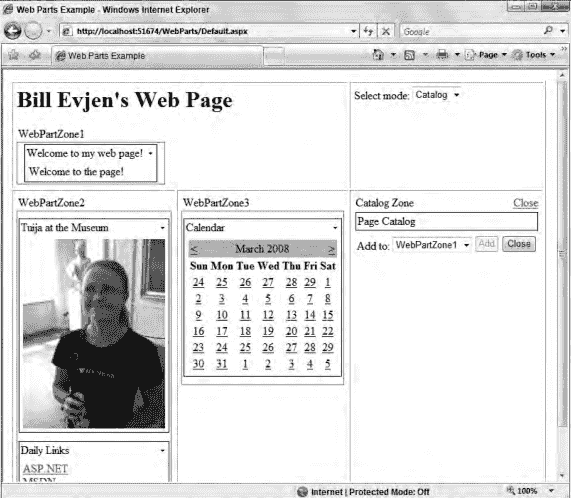 Web Parts Example - Windows Internet Explorer
http://localhost:51674/WebParts/Default.aspx
Google
Web Parts Example
Page
Tools
Bill Evjen's Web Page
Select mode: Catalog
WebPartZone1
Welcome to my web page!
Welcome to the page!
WebPartZone2
WebPartZone3
Catalog Zone Close
Tuija at the Museum
Calendar
Page Catalog
< March 2008 >
Add to: WebPartZone1 Add Close
Sun Mon Tue Wed Thu Fri Sat
24 25 26 27 28 29 1
2 3 4 5 6 7 8
9 10 11 12 13 14 15
16 17 18 19 20 21 22
23 24 25 26 27 28 29
30 31 1 2 3 4 5
Daily Links
ASP.NET
MSDN
Internet | Protected Mode: Off
100%